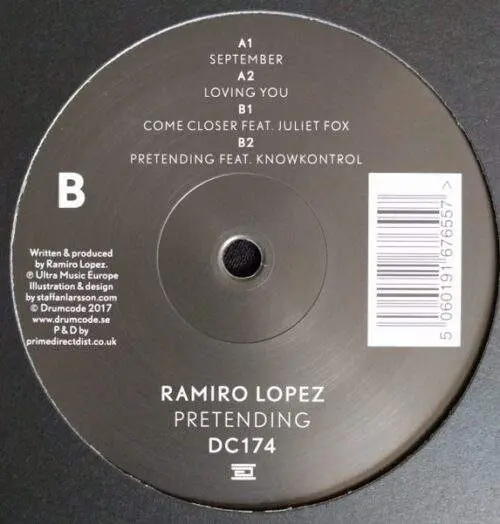 A1
SEPTEMBER
A2
LOVING YOU
B1
COME CLOSER FEAT. JULIET FOX
B2
PRETENDING FEAT. KNOWKONTROL
B
Written & produced
by Ramiro Lopez.
℗ Ultra Music Europe
Illustration & design
by staffanlarsson.com
© Drumcode 2017
www.drumcode.se
P & D by
primedirectdist.co.uk
5 060191 676557 >
RAMIRO LOPEZ
PRETENDING
DC174